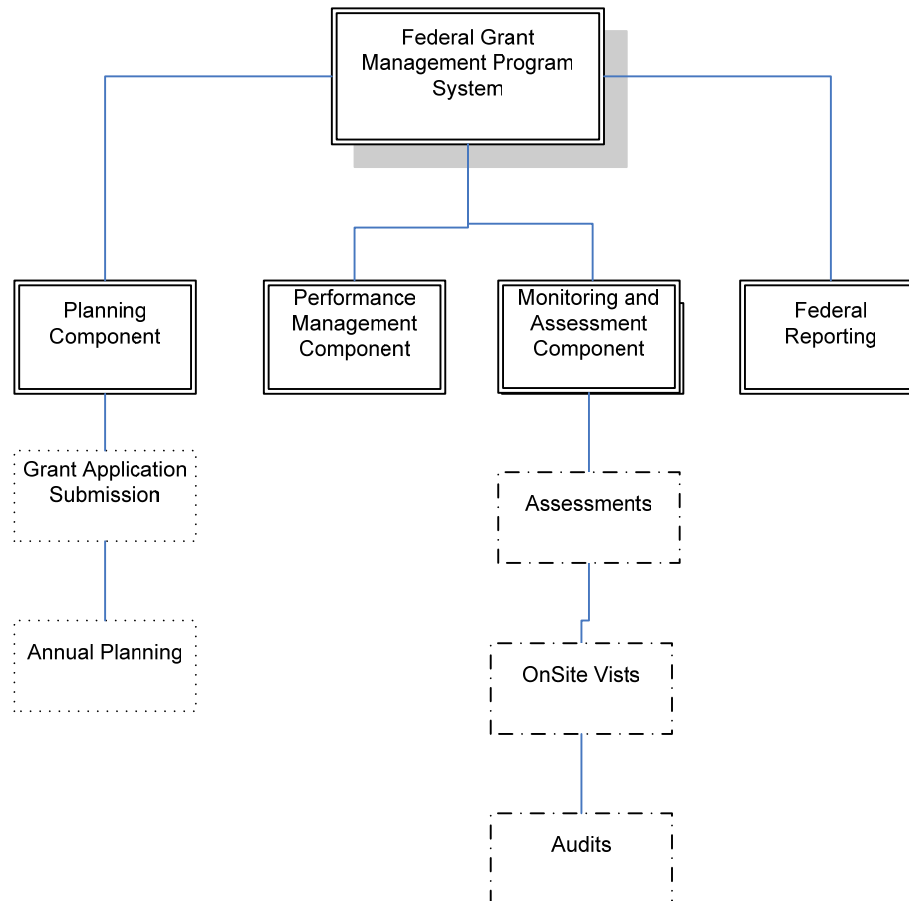 Federal Grant
Management Program
System
Planning
Component
Performance
Management
Component
Monitoring and
Assessment
Component
Federal
Reporting
Grant Application
Submission
Assessments
Annual Planning
OnSite Vists
Audits